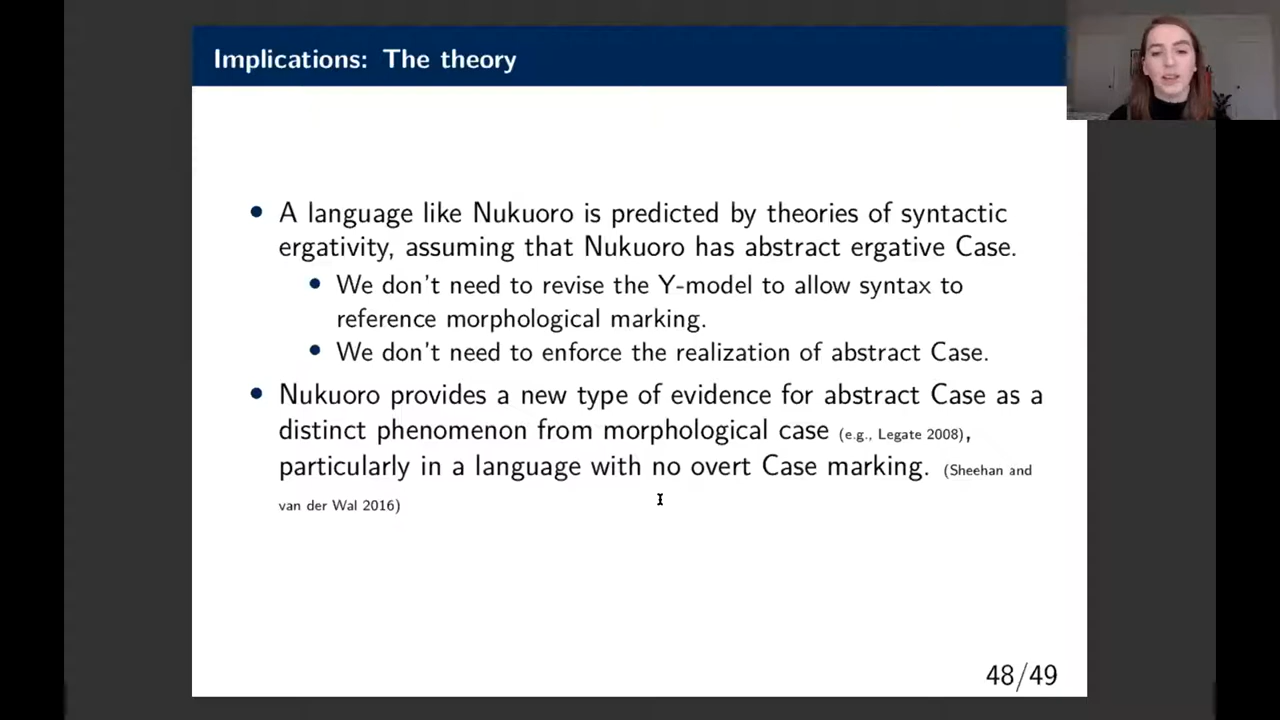 Implications: The theory
• A language like Nukuoro is predicted by theories of syntactic
ergativity, assuming that Nukuoro has abstract ergative Case.
• We don't need to revise the Y-model to allow syntax to
reference morphological marking.
• We don't need to enforce the realization of abstract Case.
• Nukuoro provides a new type of evidence for abstract Case as a
distinct phenomenon from morphological case (e.g., Legate 2008),
particularly in a language with no overt Case marking. (Sheehan and
van der Wal 2016)
48/49